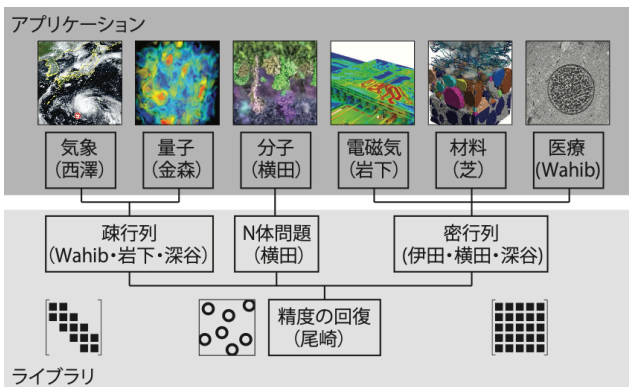 アプリケーション
気象
(西澤)
量子
(金森)
分子
(横田)
電磁気
(岩下)
材料
(芝)
医療
(Wahib)
疎行列
(Wahib・岩下・深谷)
N体問題
(横田)
密行列
(伊田・横田・深谷)
精度の回復
(尾崎)
ライブラリ